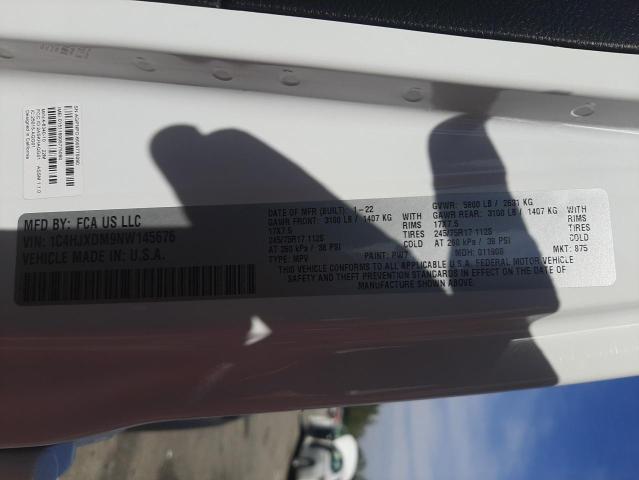 MFD BY: FCA US LLC
VIN: 1C4HJXDM9NW145676
VEHICLE MADE IN U.S.A.
DATE OF MFR (BUILT): 1-22
GAWR FRONT: 3100 LB / 1407 KG WITH
17X7.5 RIMS
245/75R17 112S TIRES
AT 260 kPa / 38 PSI
TYPE: MPV PAINT: PW7
GVWR: 5800 LB / 2631 KG
GAWR REAR: 3100 LB / 1407 KG WITH
17X7.5 RIMS
245/75R17 112S TIRES
AT 260 kPa / 38 PSI
MDH: 011908 MKT: 875
THIS VEHICLE CONFORMS TO ALL APPLICABLE U.S.A. FEDERAL MOTOR VEHICLE
SAFETY AND THEFT PREVENTION STANDARDS IN EFFECT ON THE DATE OF
MANUFACTURE SHOWN ABOVE.
Designed in California